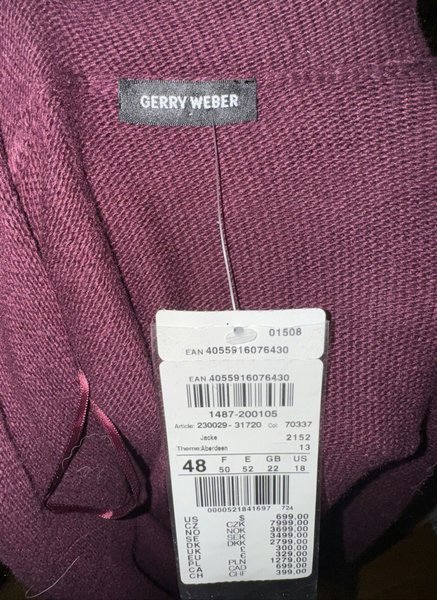 GERRY WEBER
01508
EAN 4055916076430
EAN 4055916076430
1487-200105
Article: 230029-31720 Col: 70337
Jacke 2152
Theme:Aberdeen 13
48 F E GB US
50 52 22 18
0000521841697 724
US $ 699,00
CZ CZK 7999,00
NO NOK 3699,00
SE SEK 3499,00
DK DKK 2799,00
UK £ 300,00
EU £ 329,00
PL PLN 1279,00
CA CAD 699,00
CH CHF 399,00